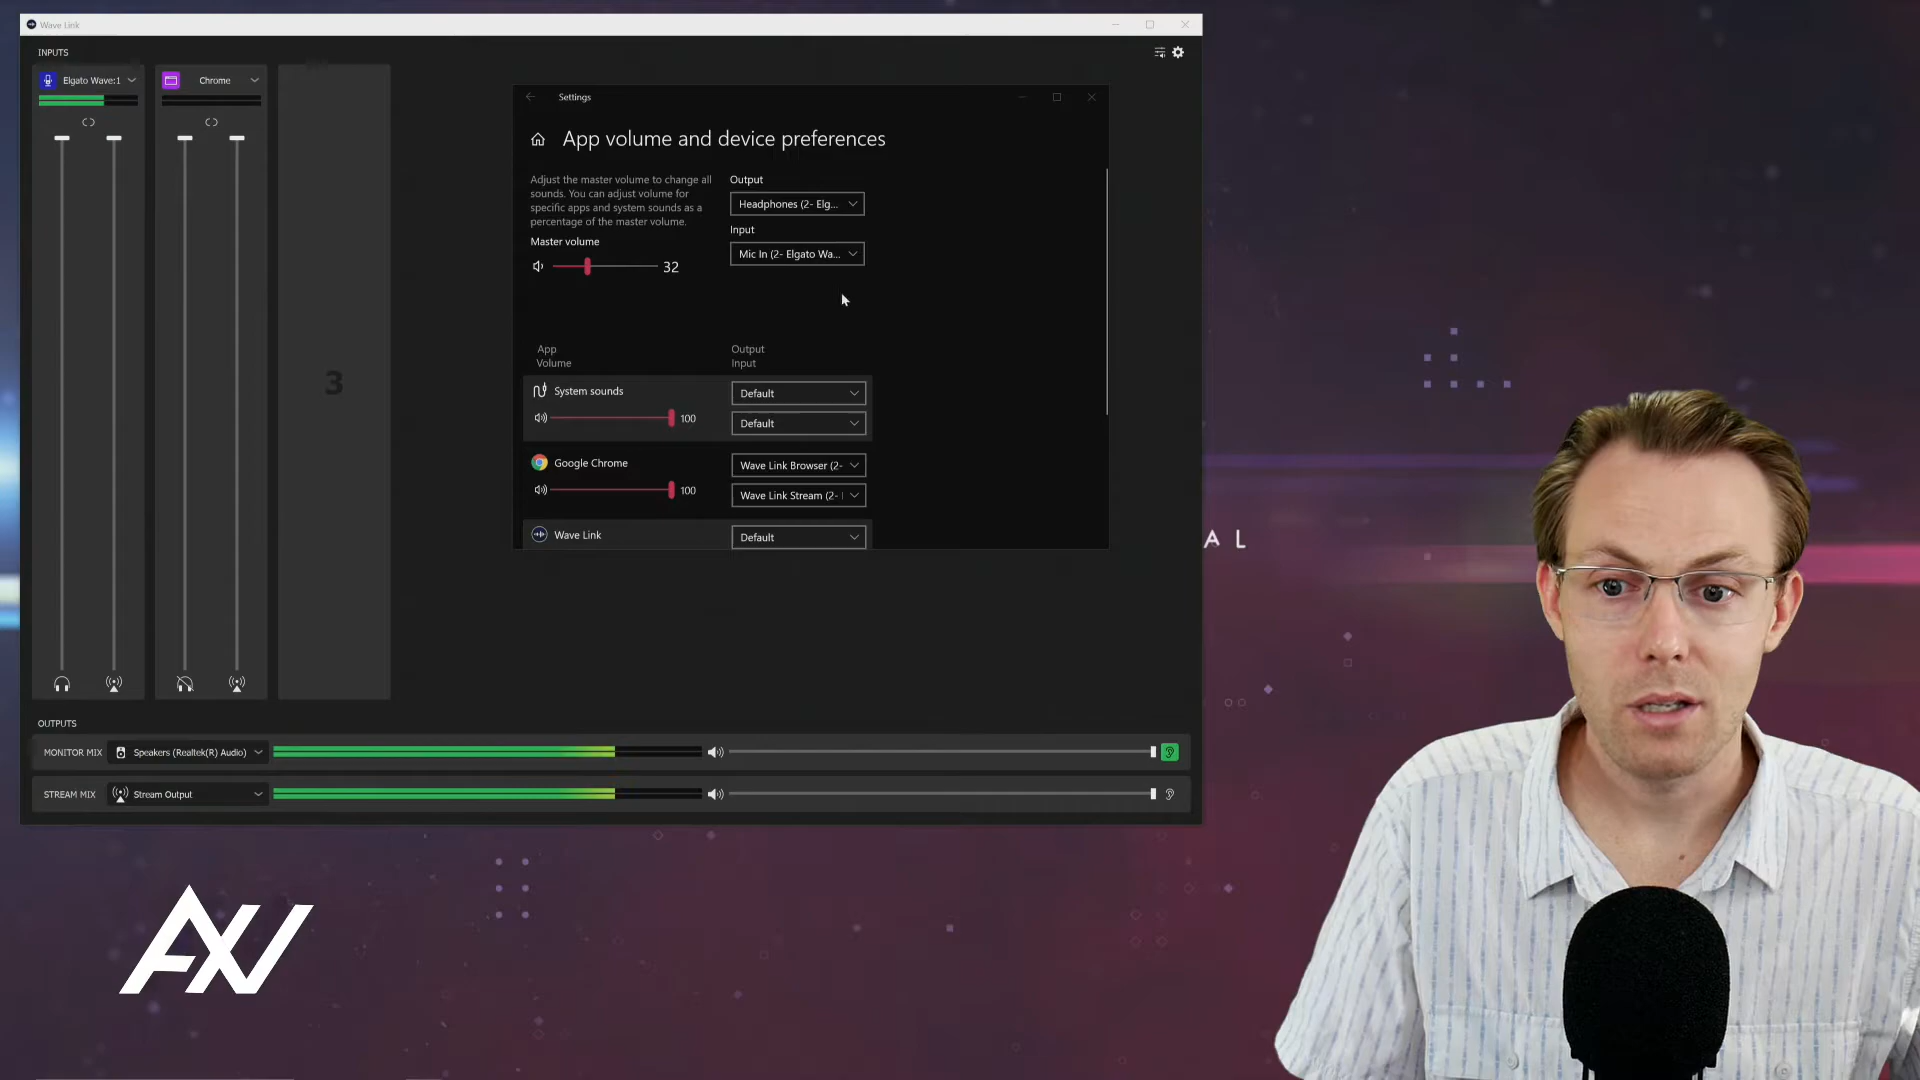 Wave Link
INPUTS
Elgato Wave:1
Chrome
3
Settings
App volume and device preferences
Adjust the master volume to change all
sounds. You can adjust volume for
specific apps and system sounds as a
percentage of the master volume.
Master volume
32
Output
Headphones (2- Elg...
Input
Mic In (2- Elgato Wa...
App
Volume
Output
Input
System sounds
100
Default
Default
Google Chrome
100
Wave Link Browser (2-
Wave Link Stream (2-
Wave Link
Default
A L
OUTPUTS
MONITOR MIX
Speakers (Realtek(R) Audio)
STREAM MIX
Stream Output
AV